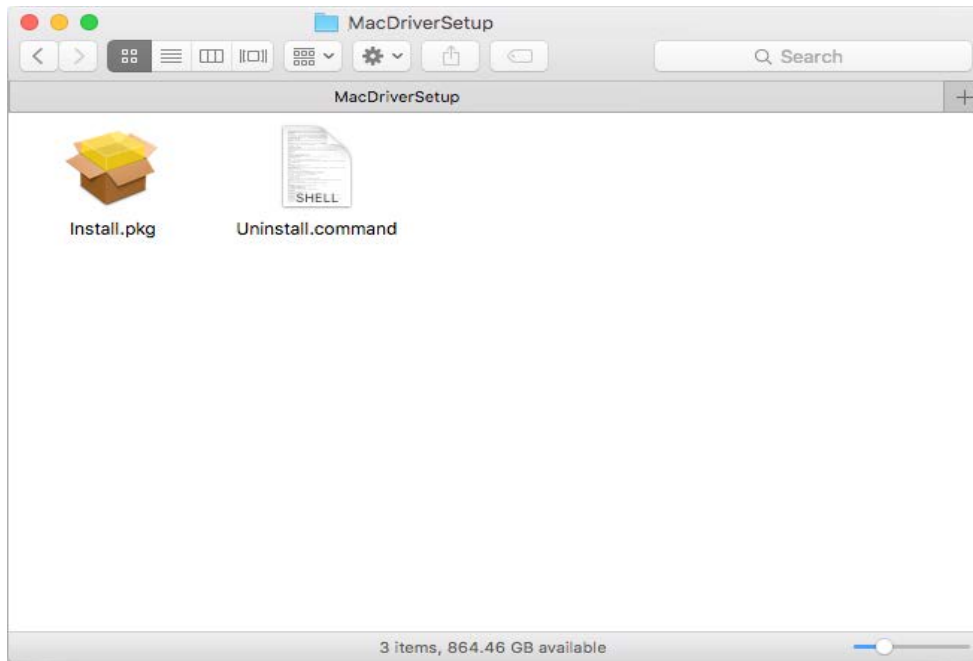 MacDriverSetup
Search
MacDriverSetup
SHELL
Install.pkg
Uninstall.command
3 items, 864.46 GB available